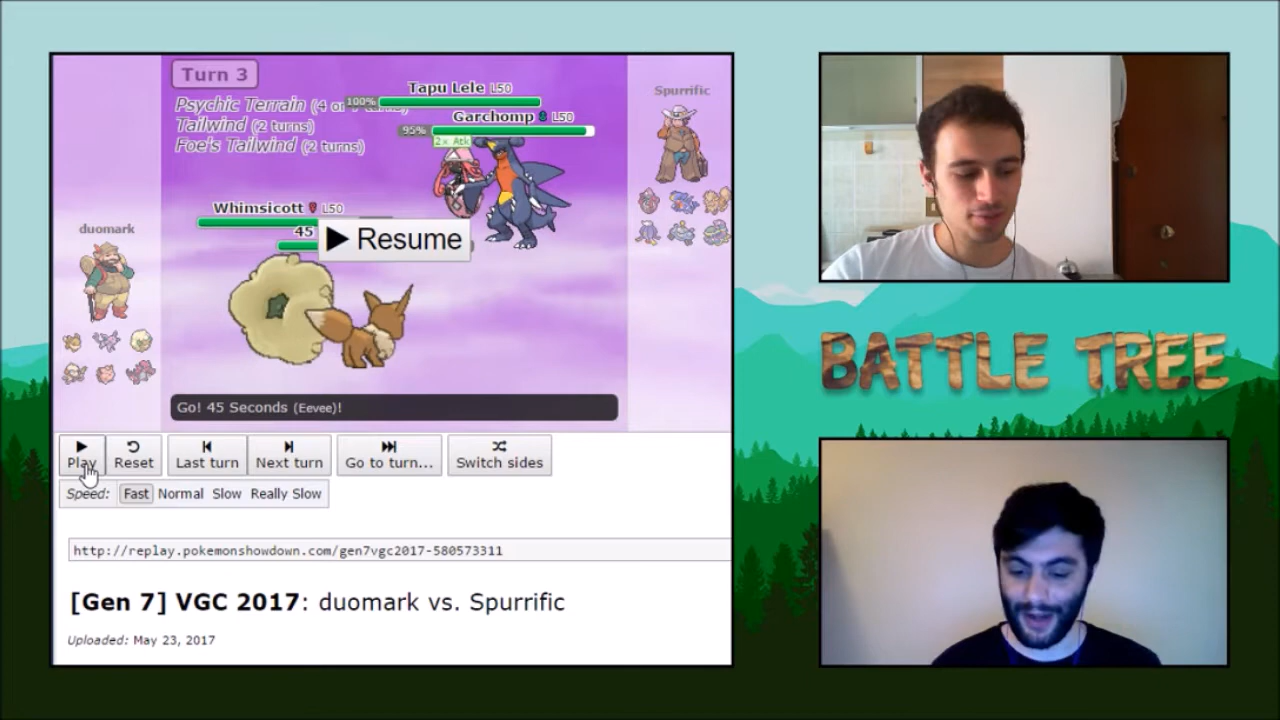 Turn 3
Psychic Terrain (4 or
Tailwind (2 turns)
Foe's Tailwind (2 turns)
Tapu Lele L50
100%
Garchomp L50
95%
2x Atk
Spurrific
Whimsicott L50
45
Resume
duomark
Go! 45 Seconds (Eevee)!
Play
Reset
Last turn
Next turn
Go to turn...
Switch sides
Speed: Fast Normal Slow Really Slow
http://replay.pokemonshowdown.com/gen7vgc2017-580573311
[Gen 7] VGC 2017: duomark vs. Spurrific
Uploaded: May 23, 2017
BATTLE TREE